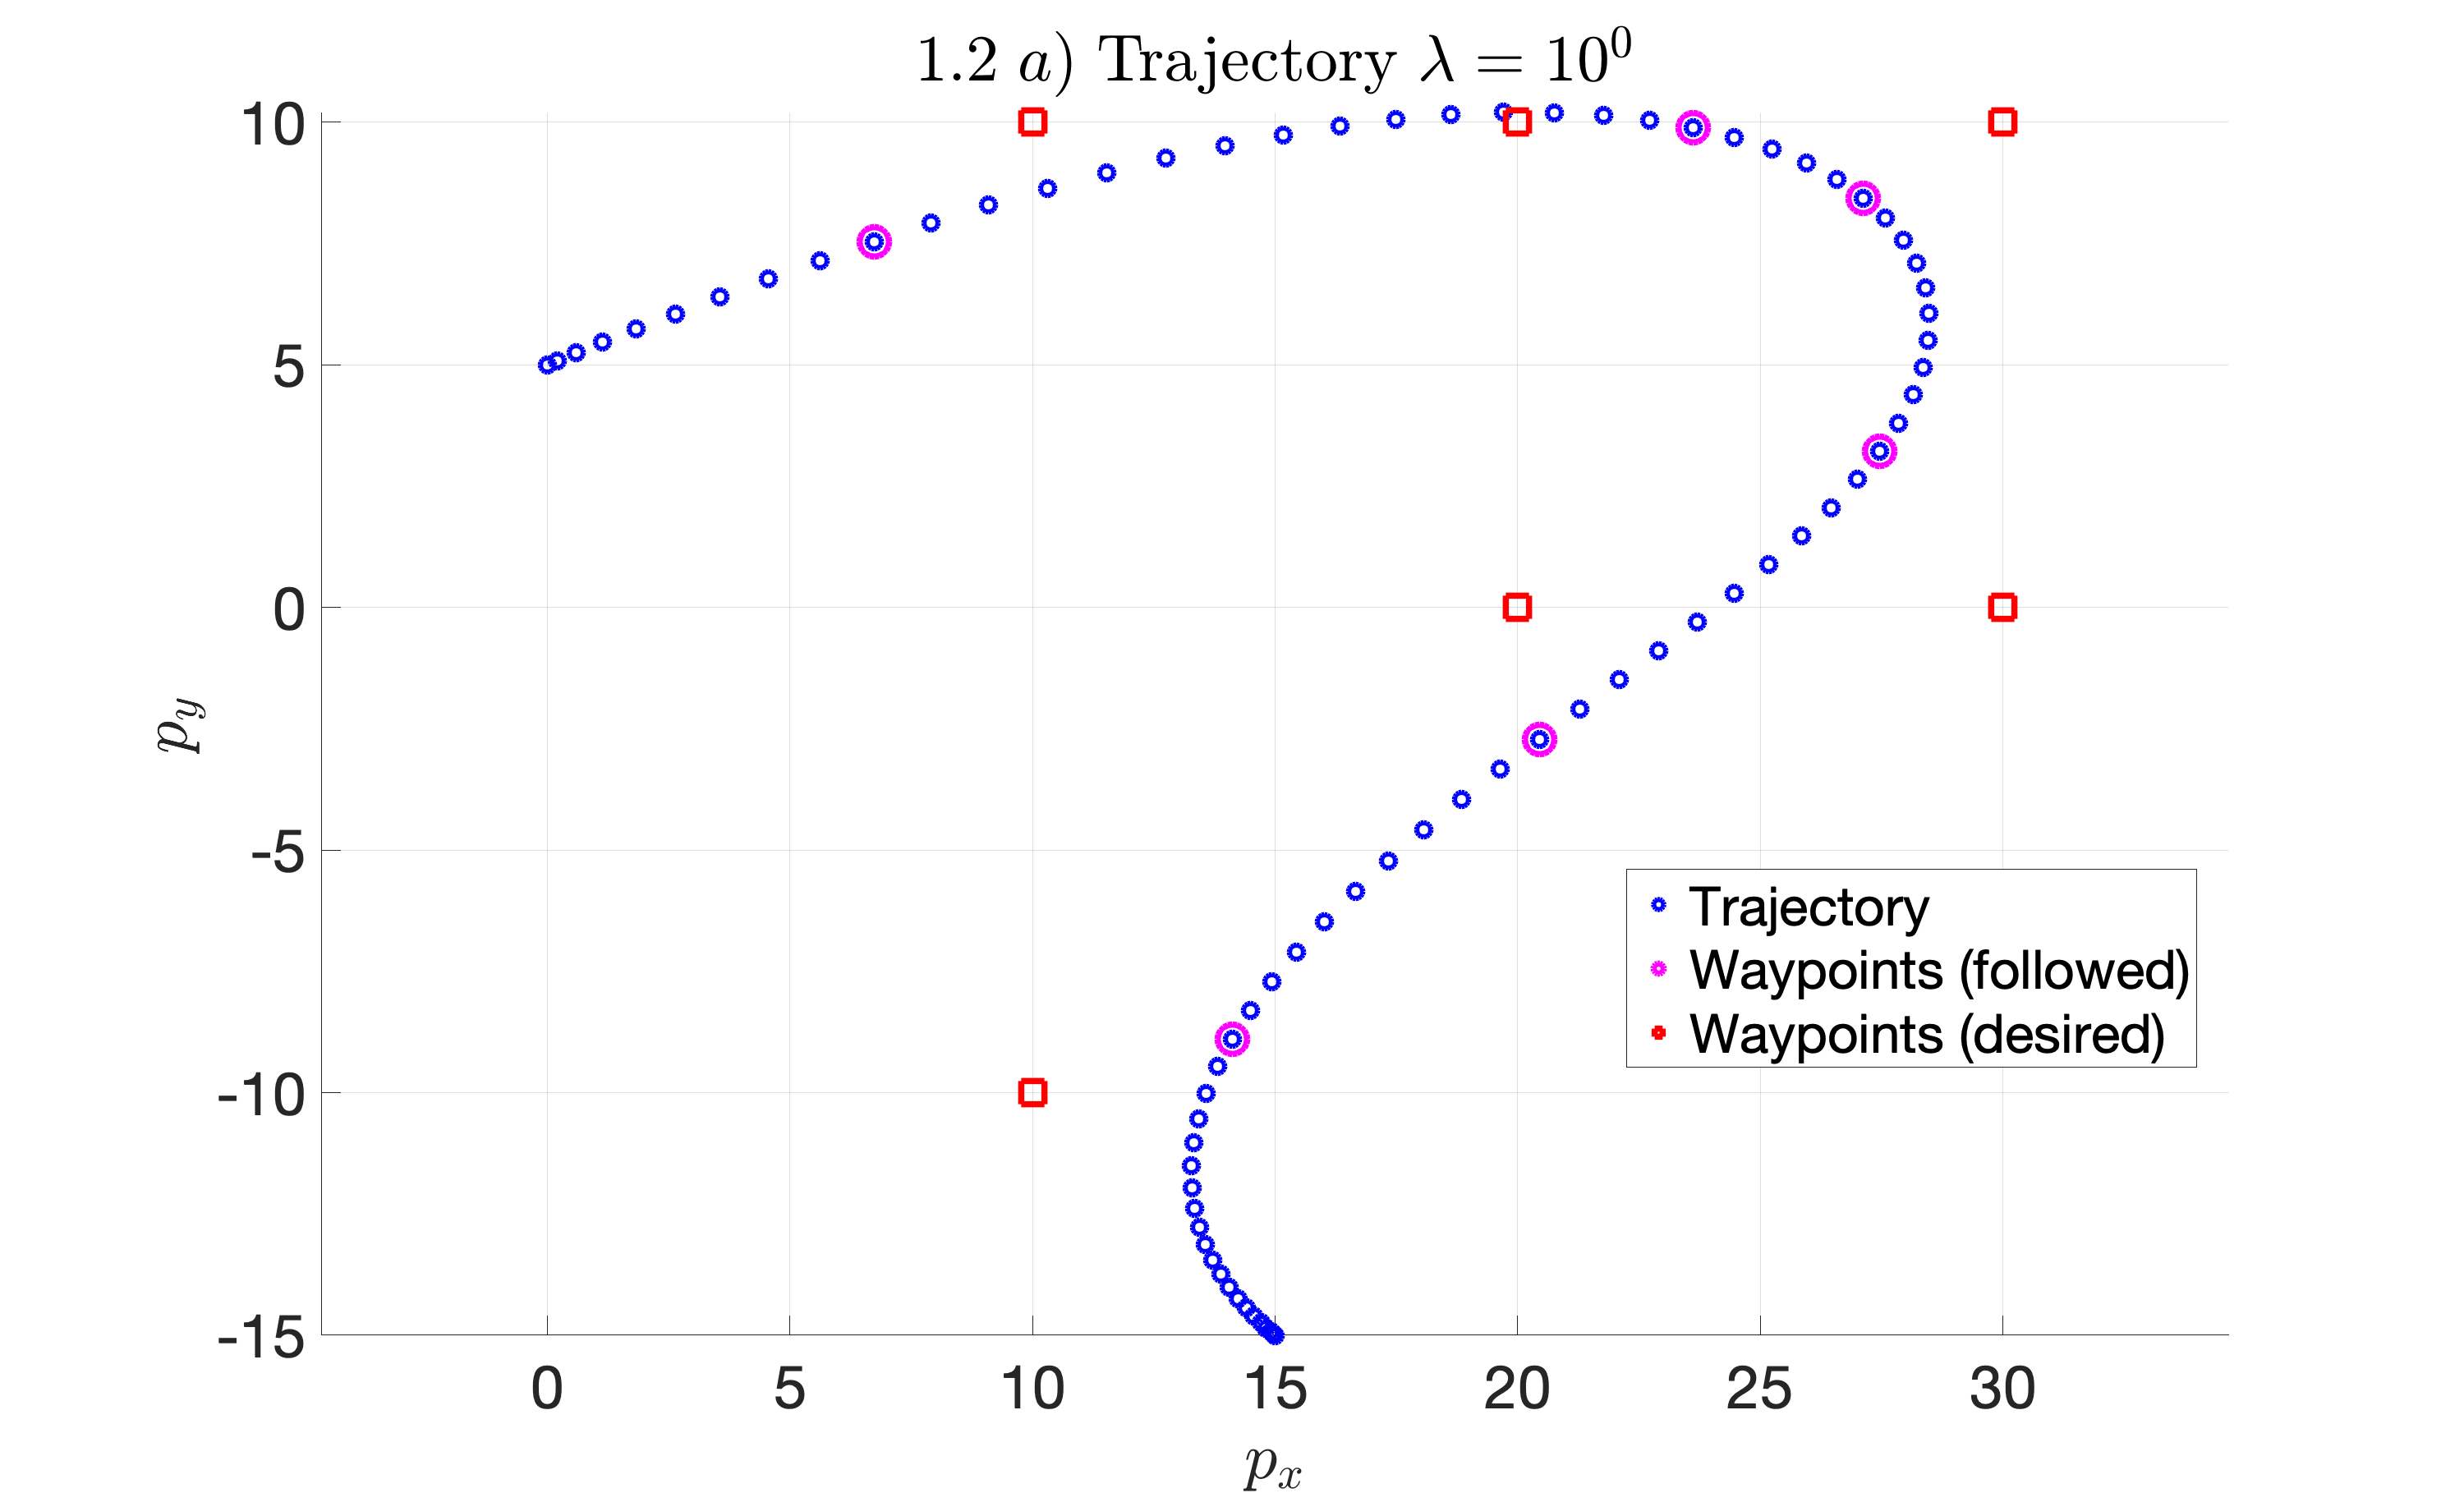 1.2 a) Trajectory λ = 10⁰
10
5
0
-5
-10
-15
p_y
Trajectory
Waypoints (followed)
Waypoints (desired)
0 5 10 15 20 25 30
p_x